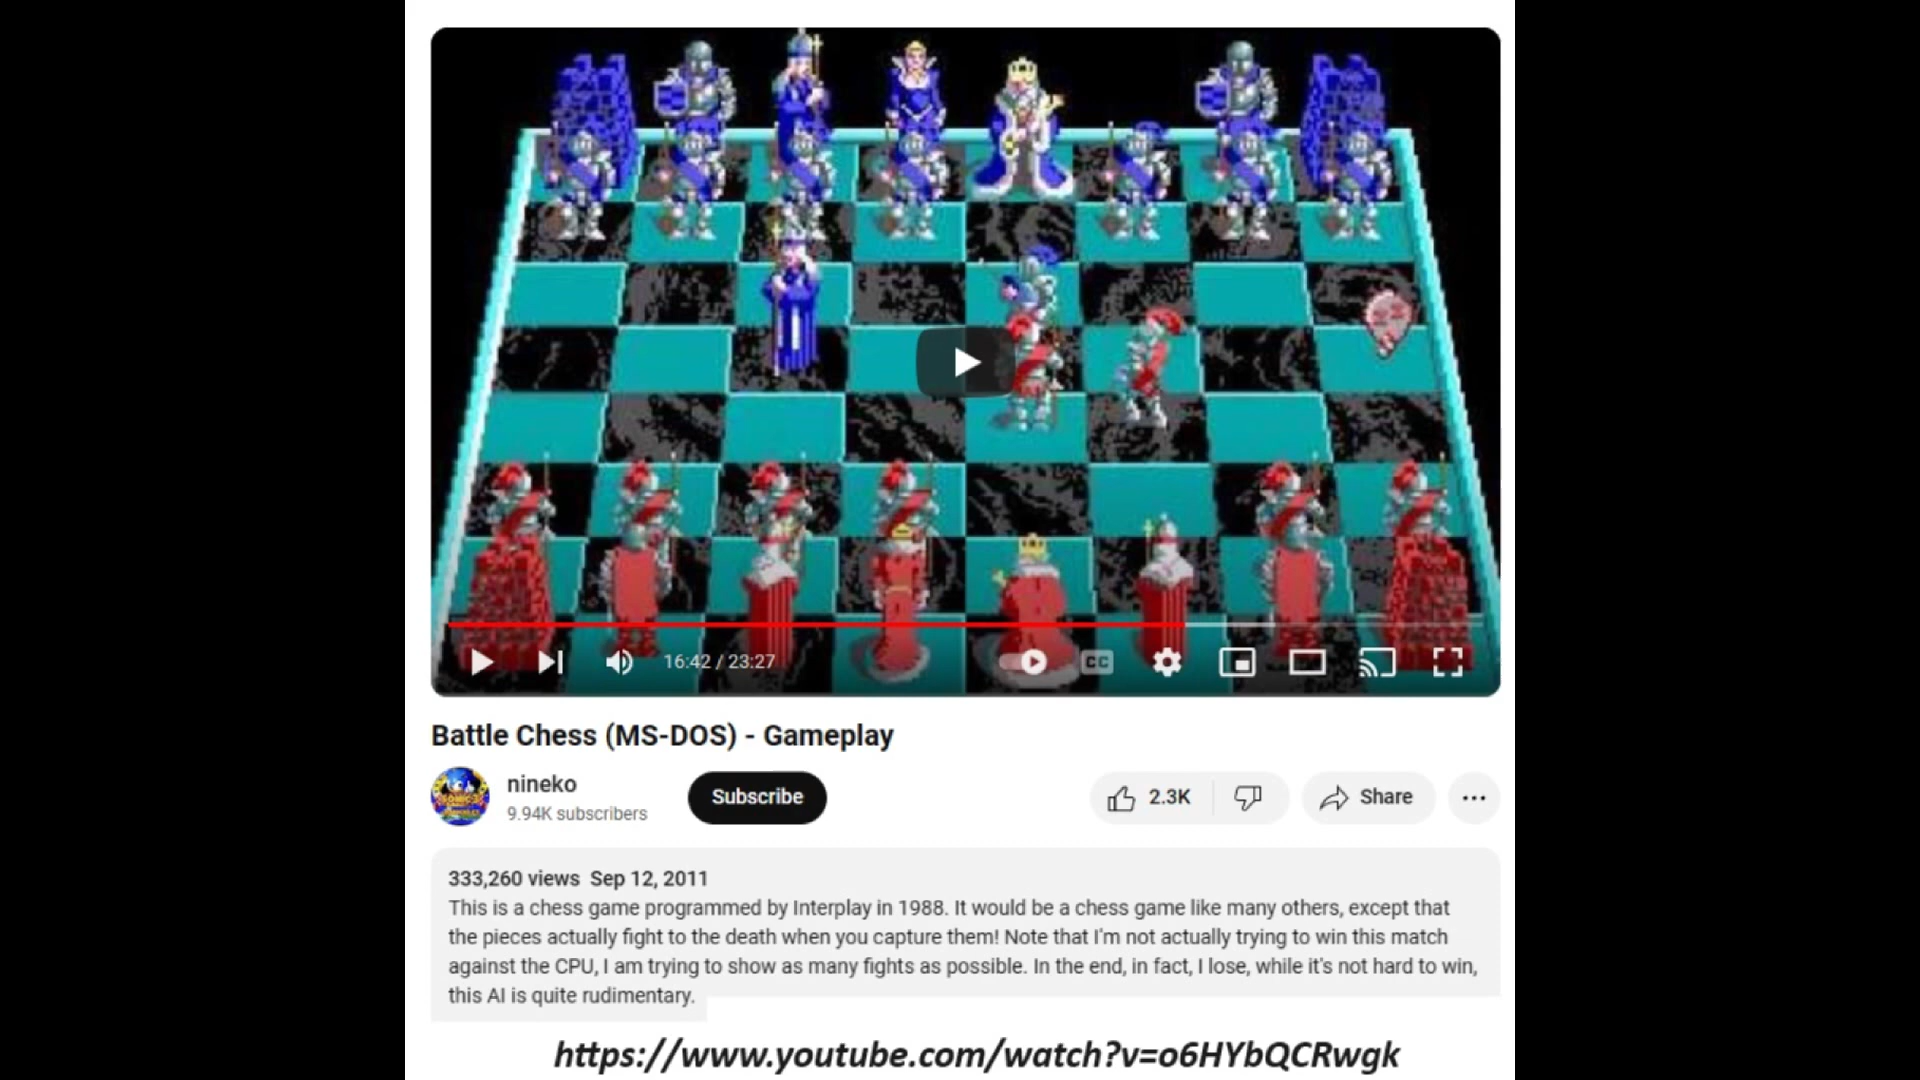 CC
16:42 / 23:27
Battle Chess (MS-DOS) - Gameplay
nineko
9.94K subscribers
Subscribe
2.3K
Share
333,260 views Sep 12, 2011
This is a chess game programmed by Interplay in 1988. It would be a chess game like many others, except that
the pieces actually fight to the death when you capture them! Note that I'm not actually trying to win this match
against the CPU, I am trying to show as many fights as possible. In the end, in fact, I lose, while it's not hard to win,
this AI is quite rudimentary.
https://www.youtube.com/watch?v=o6HYbQCRwgk